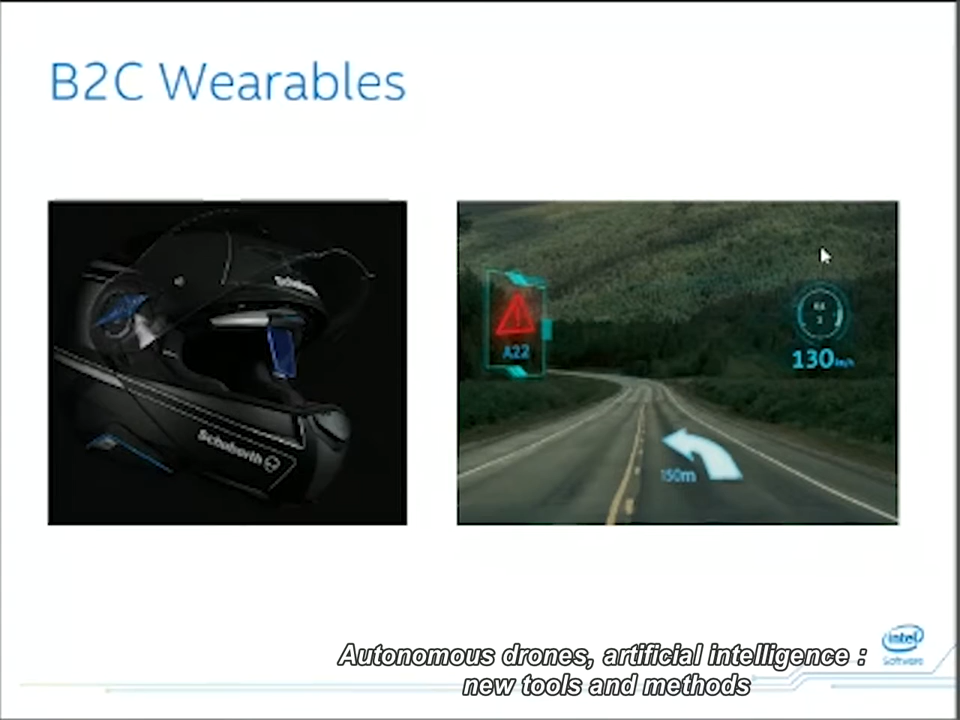 B2C Wearables
Schuberth
A22
130 km/h
150m
intel
Software
Autonomous drones, artificial intelligence :
new tools and methods